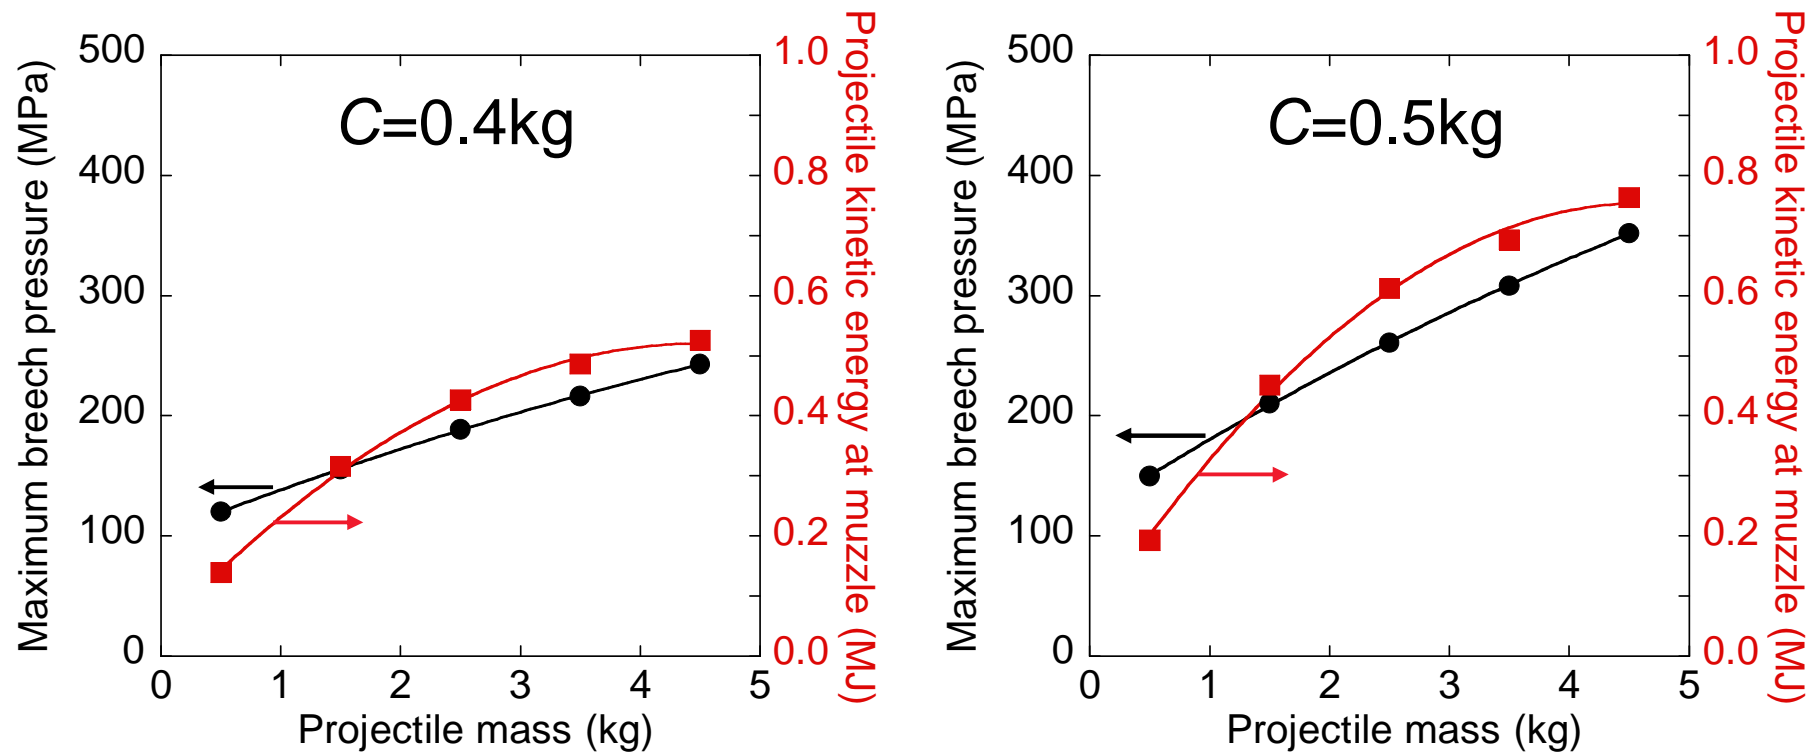 Maximum breech pressure (MPa)
500
400
300
200
100
0
C=0.4kg
1.0
0.8
0.6
0.4
0.2
0.0
Projectile kinetic energy at muzzle (MJ)
0 1 2 3 4 5
Projectile mass (kg)
Maximum breech pressure (MPa)
500
400
300
200
100
0
C=0.5kg
1.0
0.8
0.6
0.4
0.2
0.0
Projectile kinetic energy at muzzle (MJ)
0 1 2 3 4 5
Projectile mass (kg)